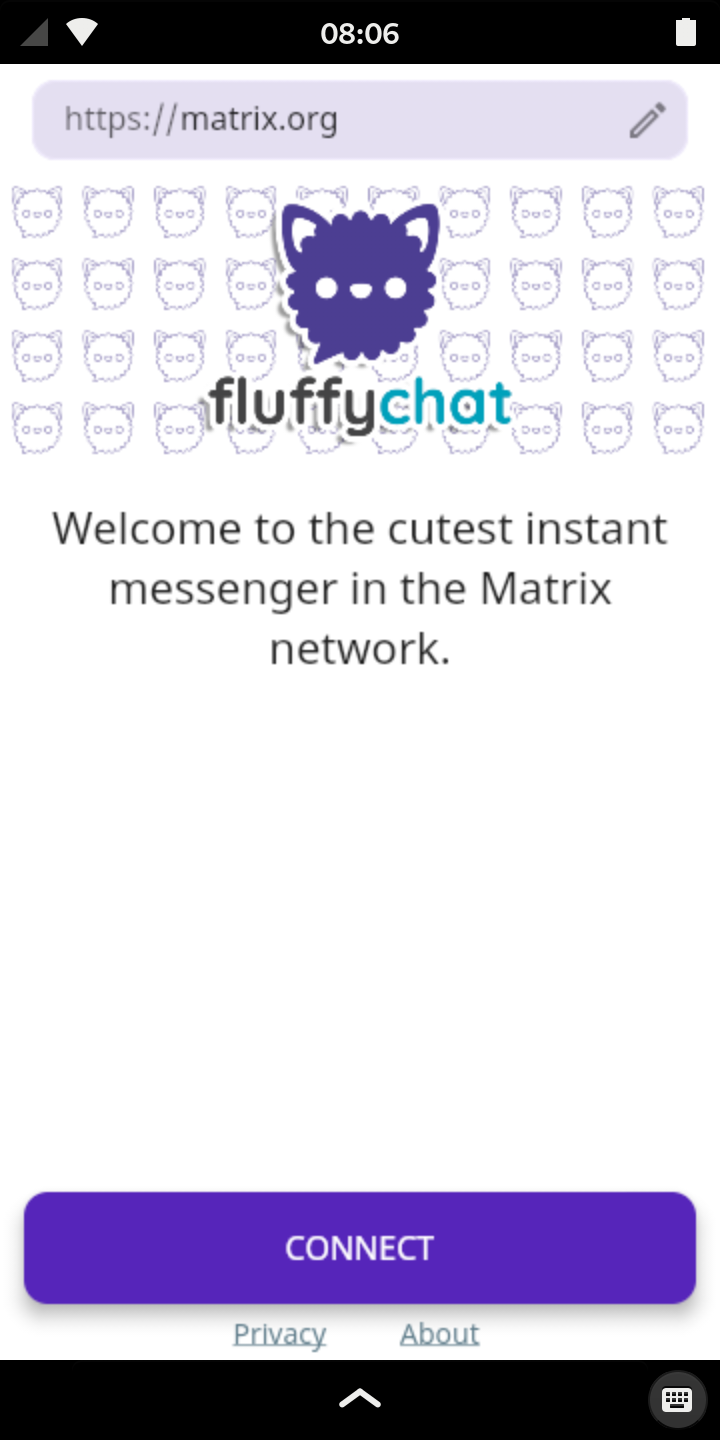 08:06
https://matrix.org
fluffychat
Welcome to the cutest instant
messenger in the Matrix
network.
CONNECT
Privacy About